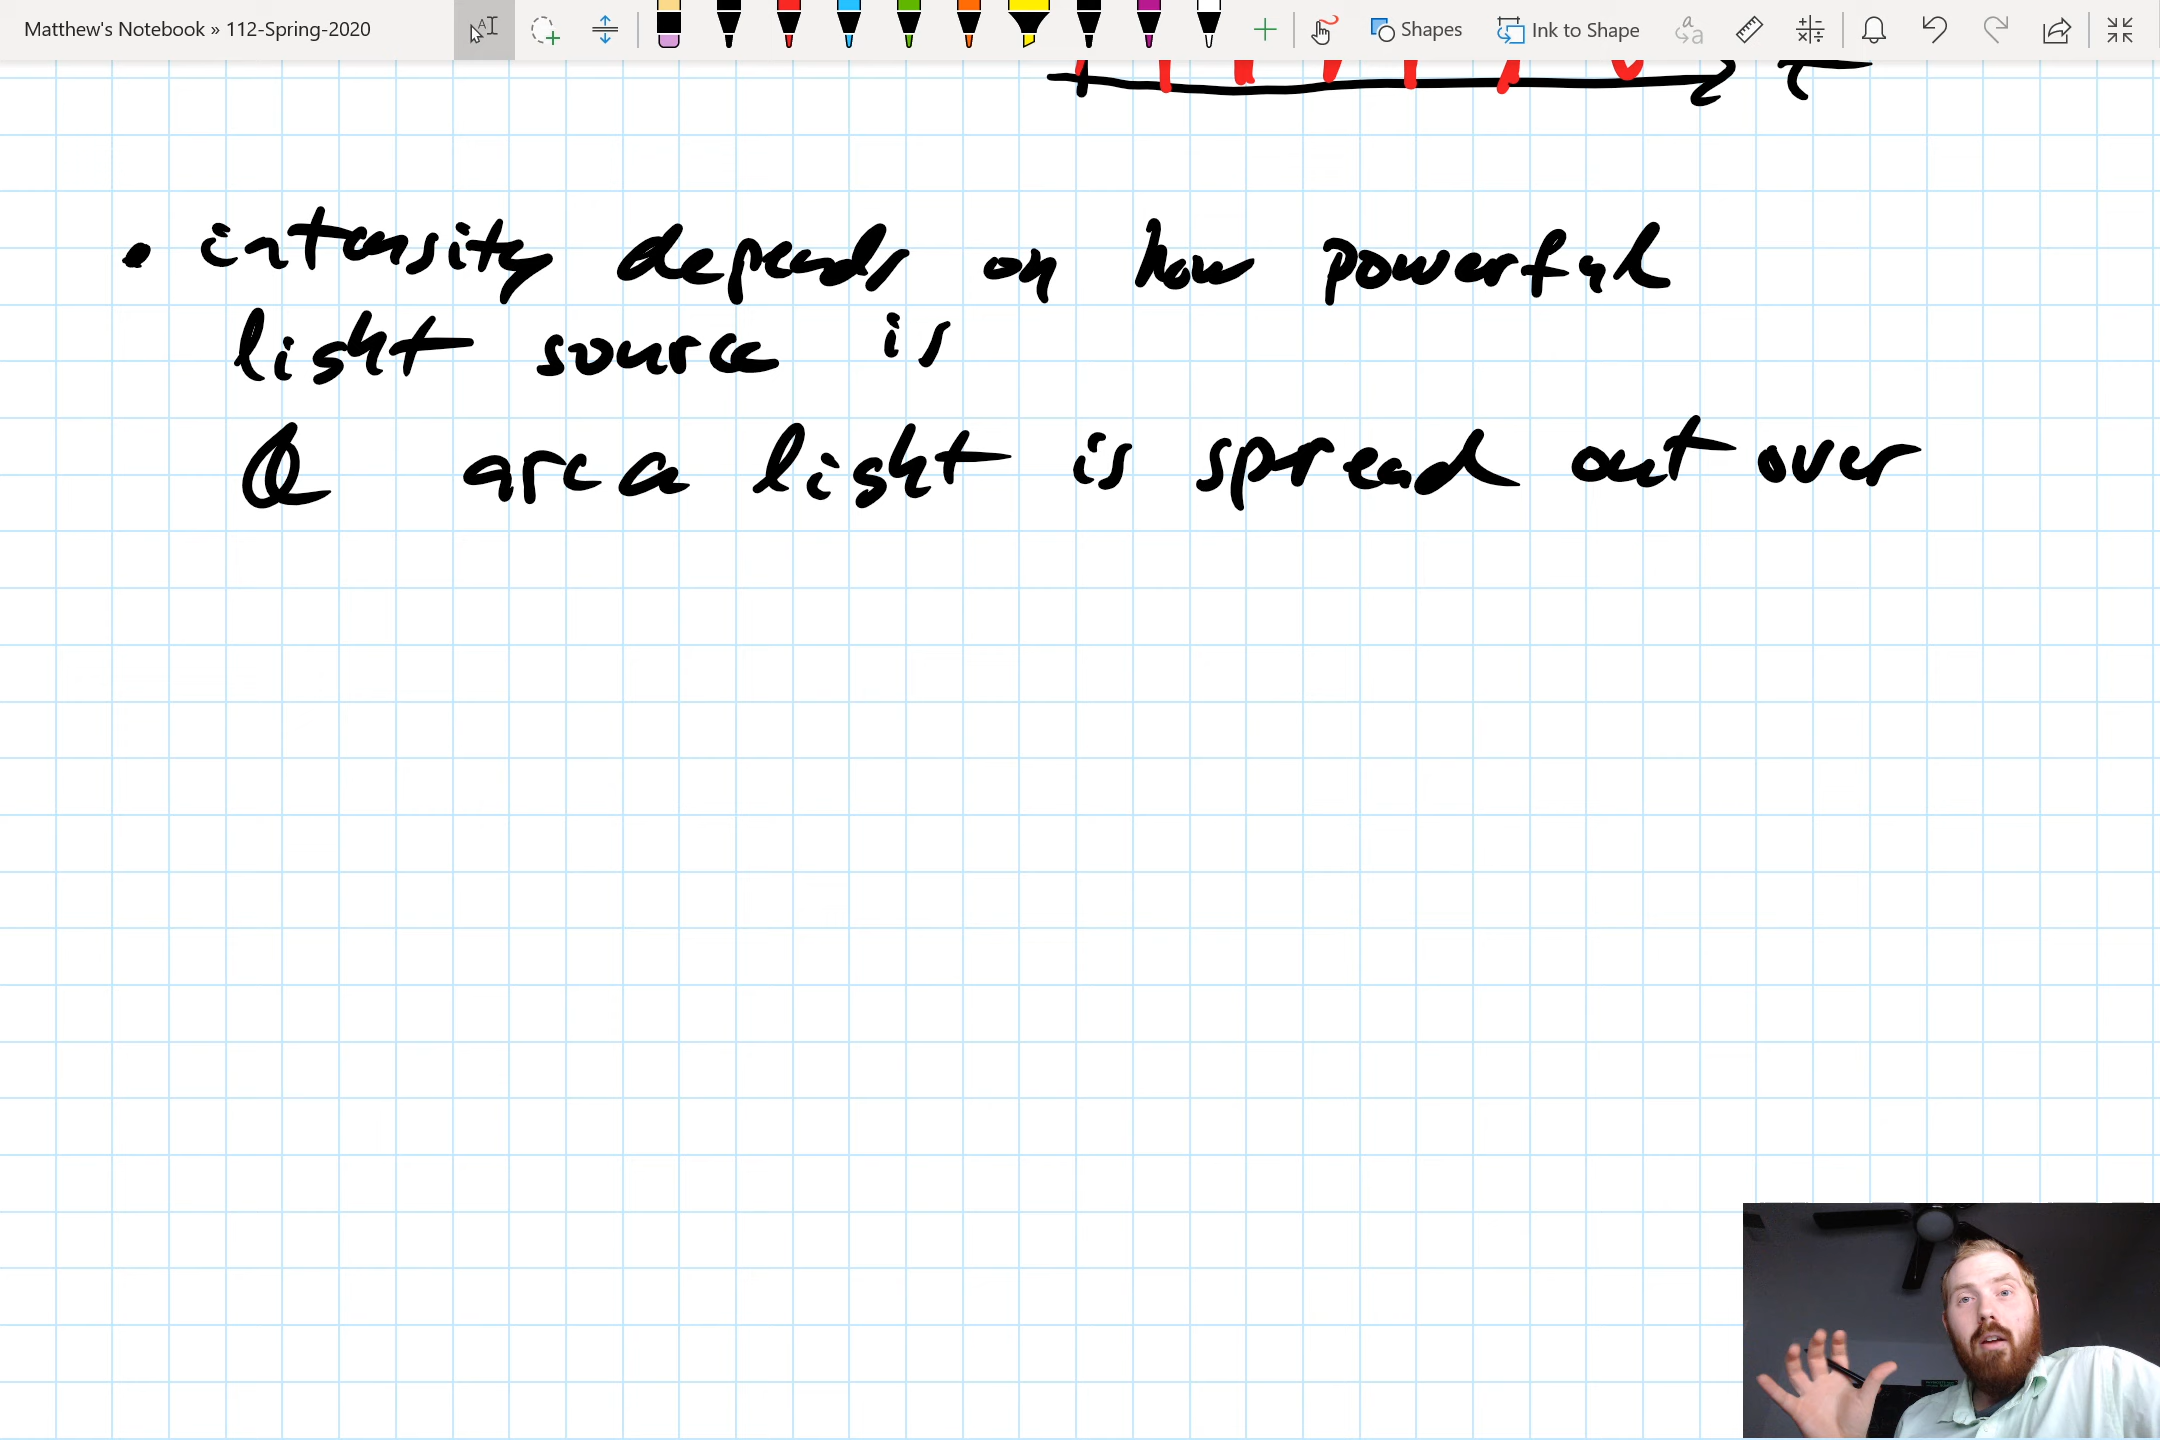 Matthew's Notebook » 112-Spring-2020 Shapes Ink to Shape
t
• intensity depends on how powerful
light source is
& area light is spread out over